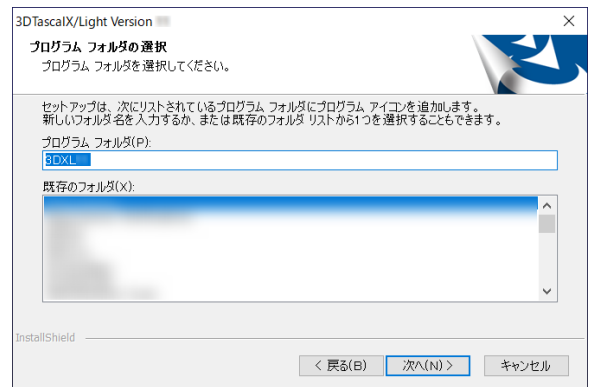 3DTascalX/Light Version
プログラム フォルダの選択
プログラム フォルダを選択してください。
セットアップは、次にリストされているプログラム フォルダにプログラム アイコンを追加します。
新しいフォルダ名を入力するか、または既存のフォルダ リストから1つを選択することもできます。
プログラム フォルダ(P):
3DXL
既存のフォルダ(X):
InstallShield
< 戻る(B)
次へ(N) >
キャンセル